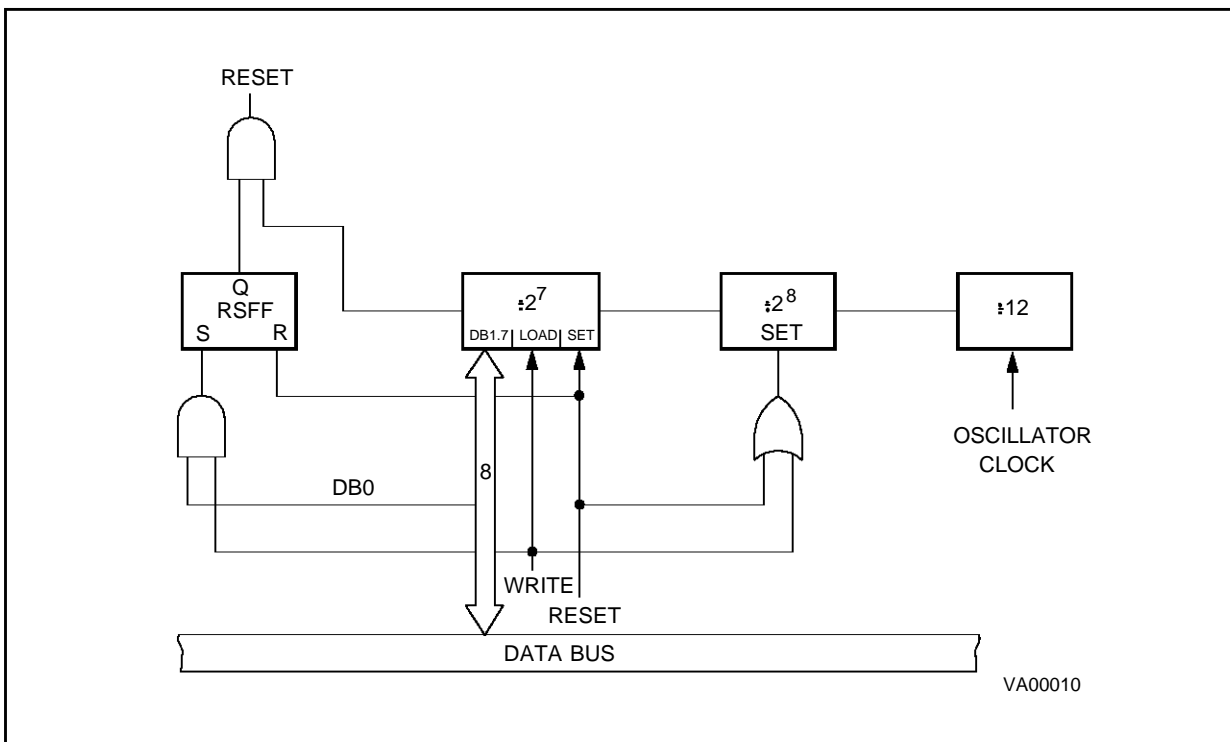 RESET
Q
RSFF
S R
÷2⁷
DB1.7 | LOAD | SET
÷2⁸
SET
÷12
OSCILLATOR
CLOCK
DB0
8
WRITE
RESET
DATA BUS
VA00010